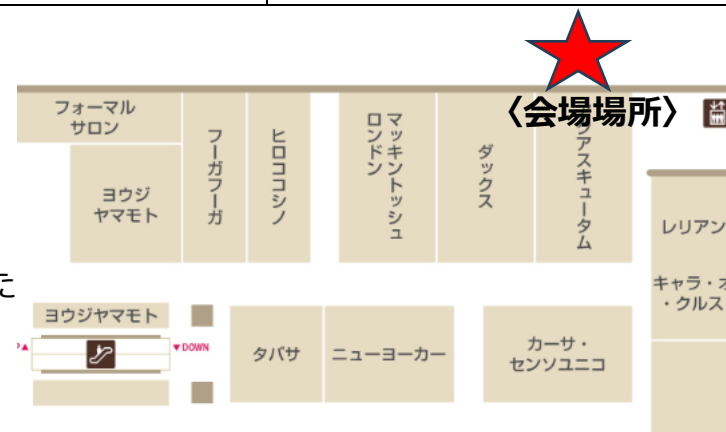 〈会場場所〉
フォーマル
サロン
フーガフーガ
ヒロココシノ
マッキントッシュ
ロンドン
ダックス
アスキュータム
ヨウジ
ヤマモト
レリアン
キャラ・オ
・クルス
た
ヨウジヤマモト
▲
▼DOWN
タバサ
ニューヨーカー
カーサ・
センソユニコ